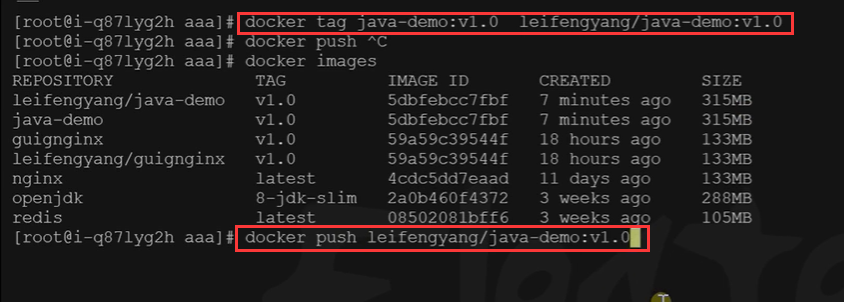 [root@i-q87lyg2h aaa]# docker tag java-demo:v1.0  leifengyang/java-demo:v1.0
[root@i-q87lyg2h aaa]# docker push ^C
[root@i-q87lyg2h aaa]# docker images
REPOSITORY              TAG          IMAGE ID       CREATED         SIZE
leifengyang/java-demo   v1.0         5dbfebcc7fbf   7 minutes ago   315MB
java-demo               v1.0         5dbfebcc7fbf   7 minutes ago   315MB
guignginx               v1.0         59a59c39544f   18 hours ago    133MB
leifengyang/guignginx   v1.0         59a59c39544f   18 hours ago    133MB
nginx                   latest       4cdc5dd7eaad   11 days ago     133MB
openjdk                 8-jdk-slim   2a0b460f4372   3 weeks ago     288MB
redis                   latest       08502081bff6   3 weeks ago     105MB
[root@i-q87lyg2h aaa]# docker push leifengyang/java-demo:v1.0